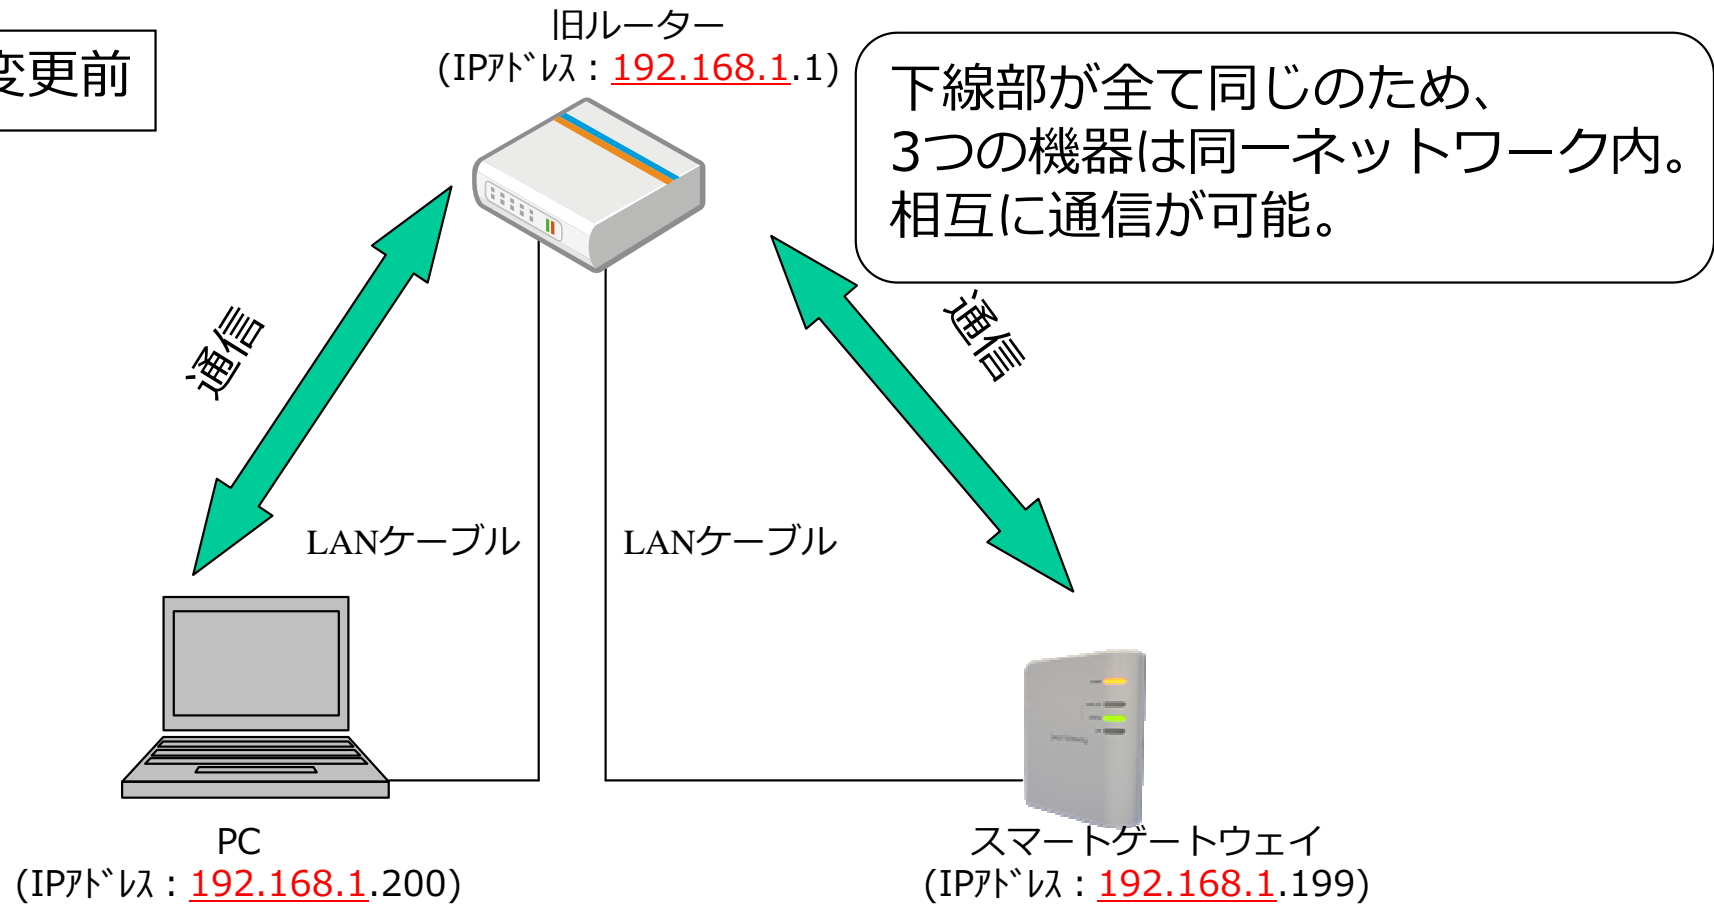 変更前
旧ルーター
(IPｱﾄﾞﾚｽ：192.168.1.1)
下線部が全て同じのため、
3つの機器は同一ネットワーク内。
相互に通信が可能。
通信
通信
LANケーブル
LANケーブル
PC
(IPｱﾄﾞﾚｽ：192.168.1.200)
スマートゲートウェイ
(IPｱﾄﾞﾚｽ：192.168.1.199)